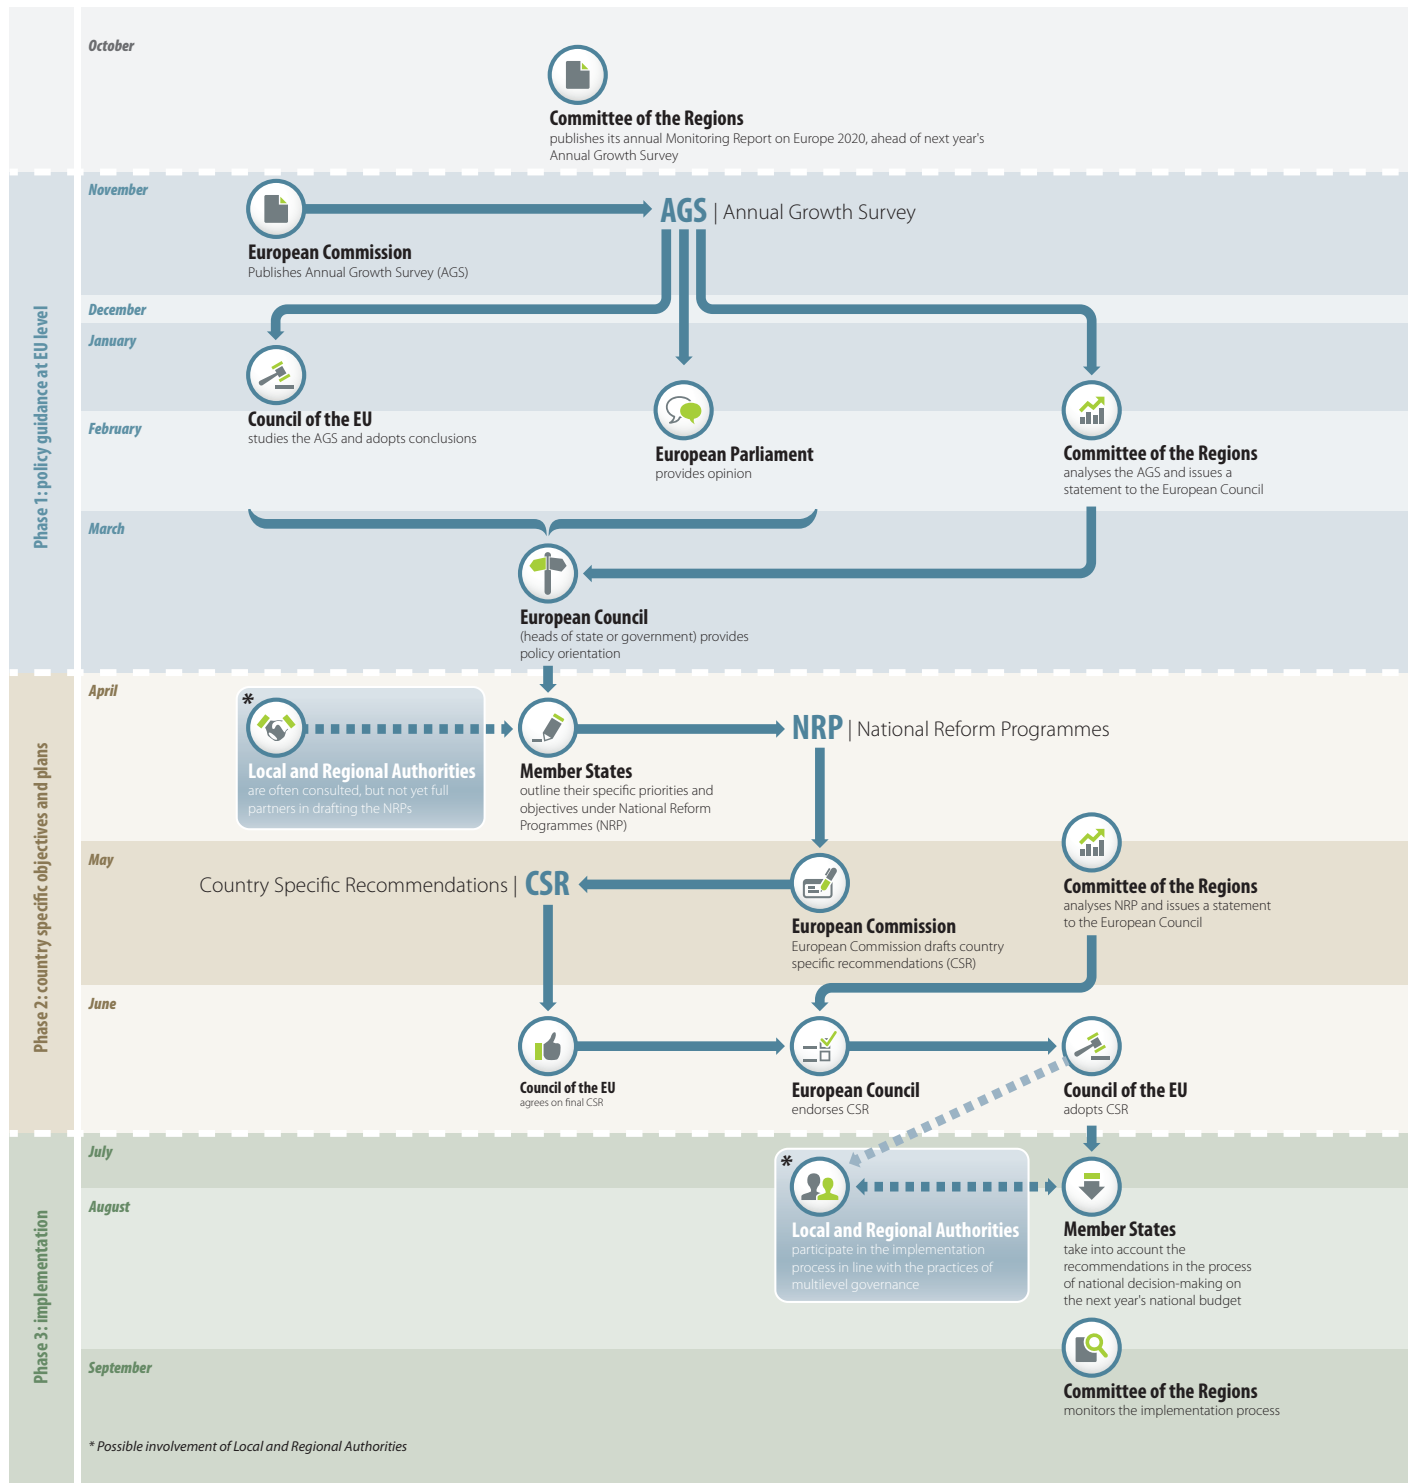 October
Committee of the Regions
publishes its annual Monitoring Report on Europe 2020, ahead of next year's
Annual Growth Survey
Phase 1: policy guidance at EU level
November
AGS | Annual Growth Survey
European Commission
Publishes Annual Growth Survey (AGS)
December
January
Council of the EU
studies the AGS and adopts conclusions
February
European Parliament
provides opinion
Committee of the Regions
analyses the AGS and issues a
statement to the European Council
March
European Council
(heads of state or government) provides
policy orientation
Phase 2: country specific objectives and plans
April
*
Local and Regional Authorities
are often consulted, but not yet full
partners in drafting the NRPs
Member States
outline their specific priorities and
objectives under National Reform
Programmes (NRP)
NRP | National Reform Programmes
May
Country Specific Recommendations | CSR
European Commission
European Commission drafts country
specific recommendations (CSR)
Committee of the Regions
analyses NRP and issues a statement
to the European Council
June
Council of the EU
agrees on final CSR
European Council
endorses CSR
Council of the EU
adopts CSR
Phase 3: implementation
July
August
*
Local and Regional Authorities
participate in the implementation
process in line with the practices of
multilevel governance
Member States
take into account the
recommendations in the process
of national decision-making on
the next year's national budget
September
Committee of the Regions
monitors the implementation process
* Possible involvement of Local and Regional Authorities